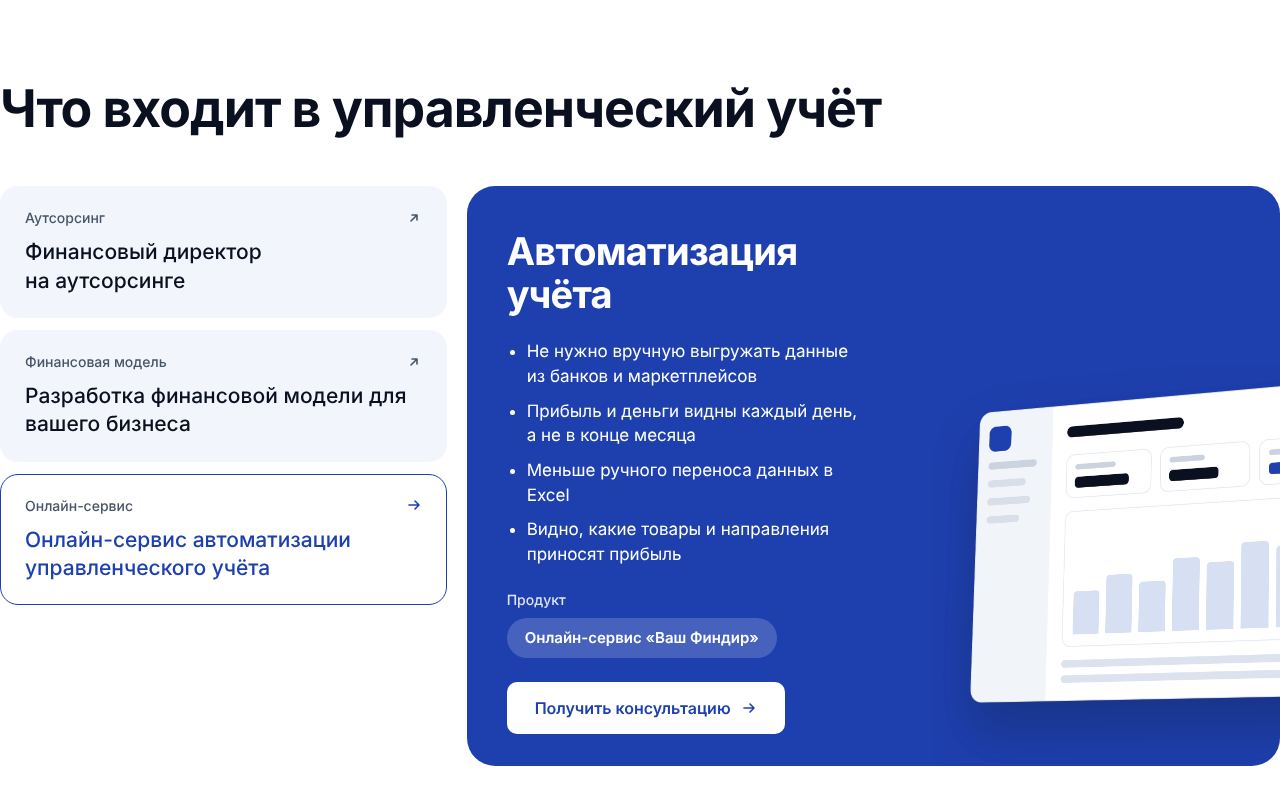 Что входит в управленческий учёт
Аутсорсинг
Финансовый директор
на аутсорсинге
Финансовая модель
Разработка финансовой модели для
вашего бизнеса
Онлайн-сервис
Онлайн-сервис автоматизации
управленческого учёта
Автоматизация
учёта
• Не нужно вручную выгружать данные
из банков и маркетплейсов
• Прибыль и деньги видны каждый день,
а не в конце месяца
• Меньше ручного переноса данных в
Excel
• Видно, какие товары и направления
приносят прибыль
Продукт
Онлайн-сервис «Ваш Финдир»
Получить консультацию